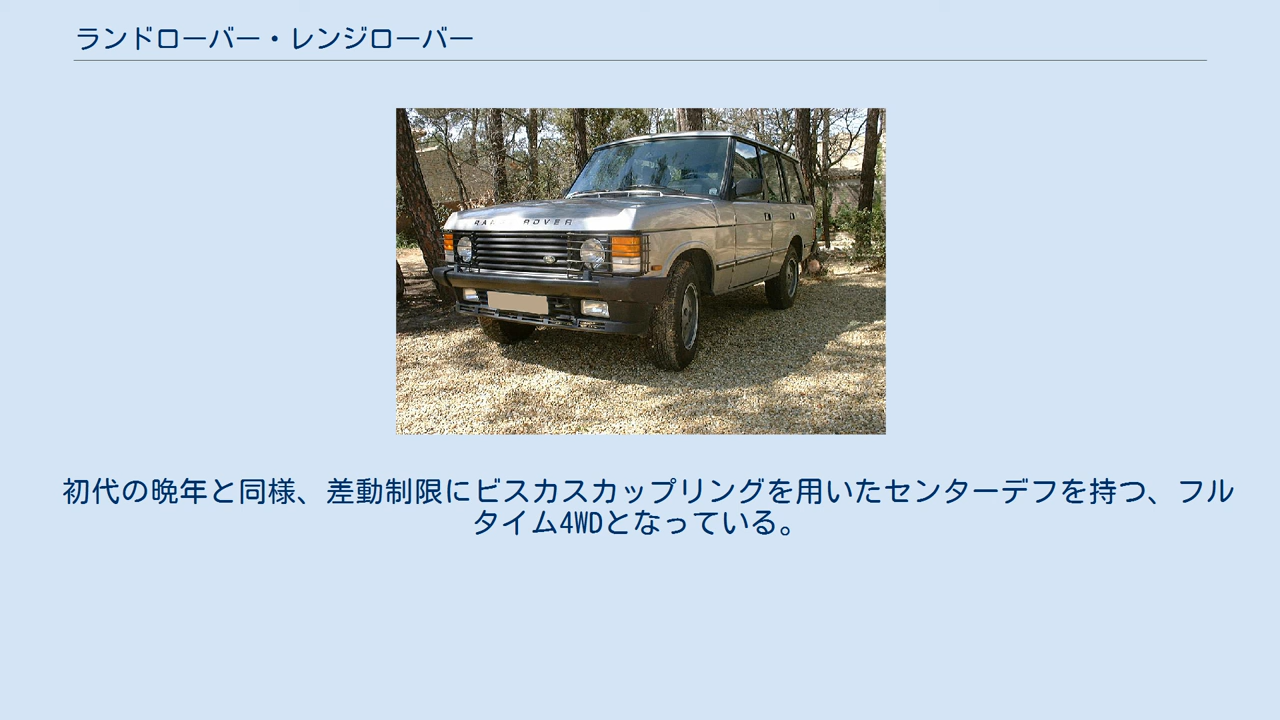 ランドローバー・レンジローバー
RA ROVER
初代の晩年と同様、差動制限にビスカスカップリングを用いたセンターデフを持つ、フル
タイム4WDとなっている。